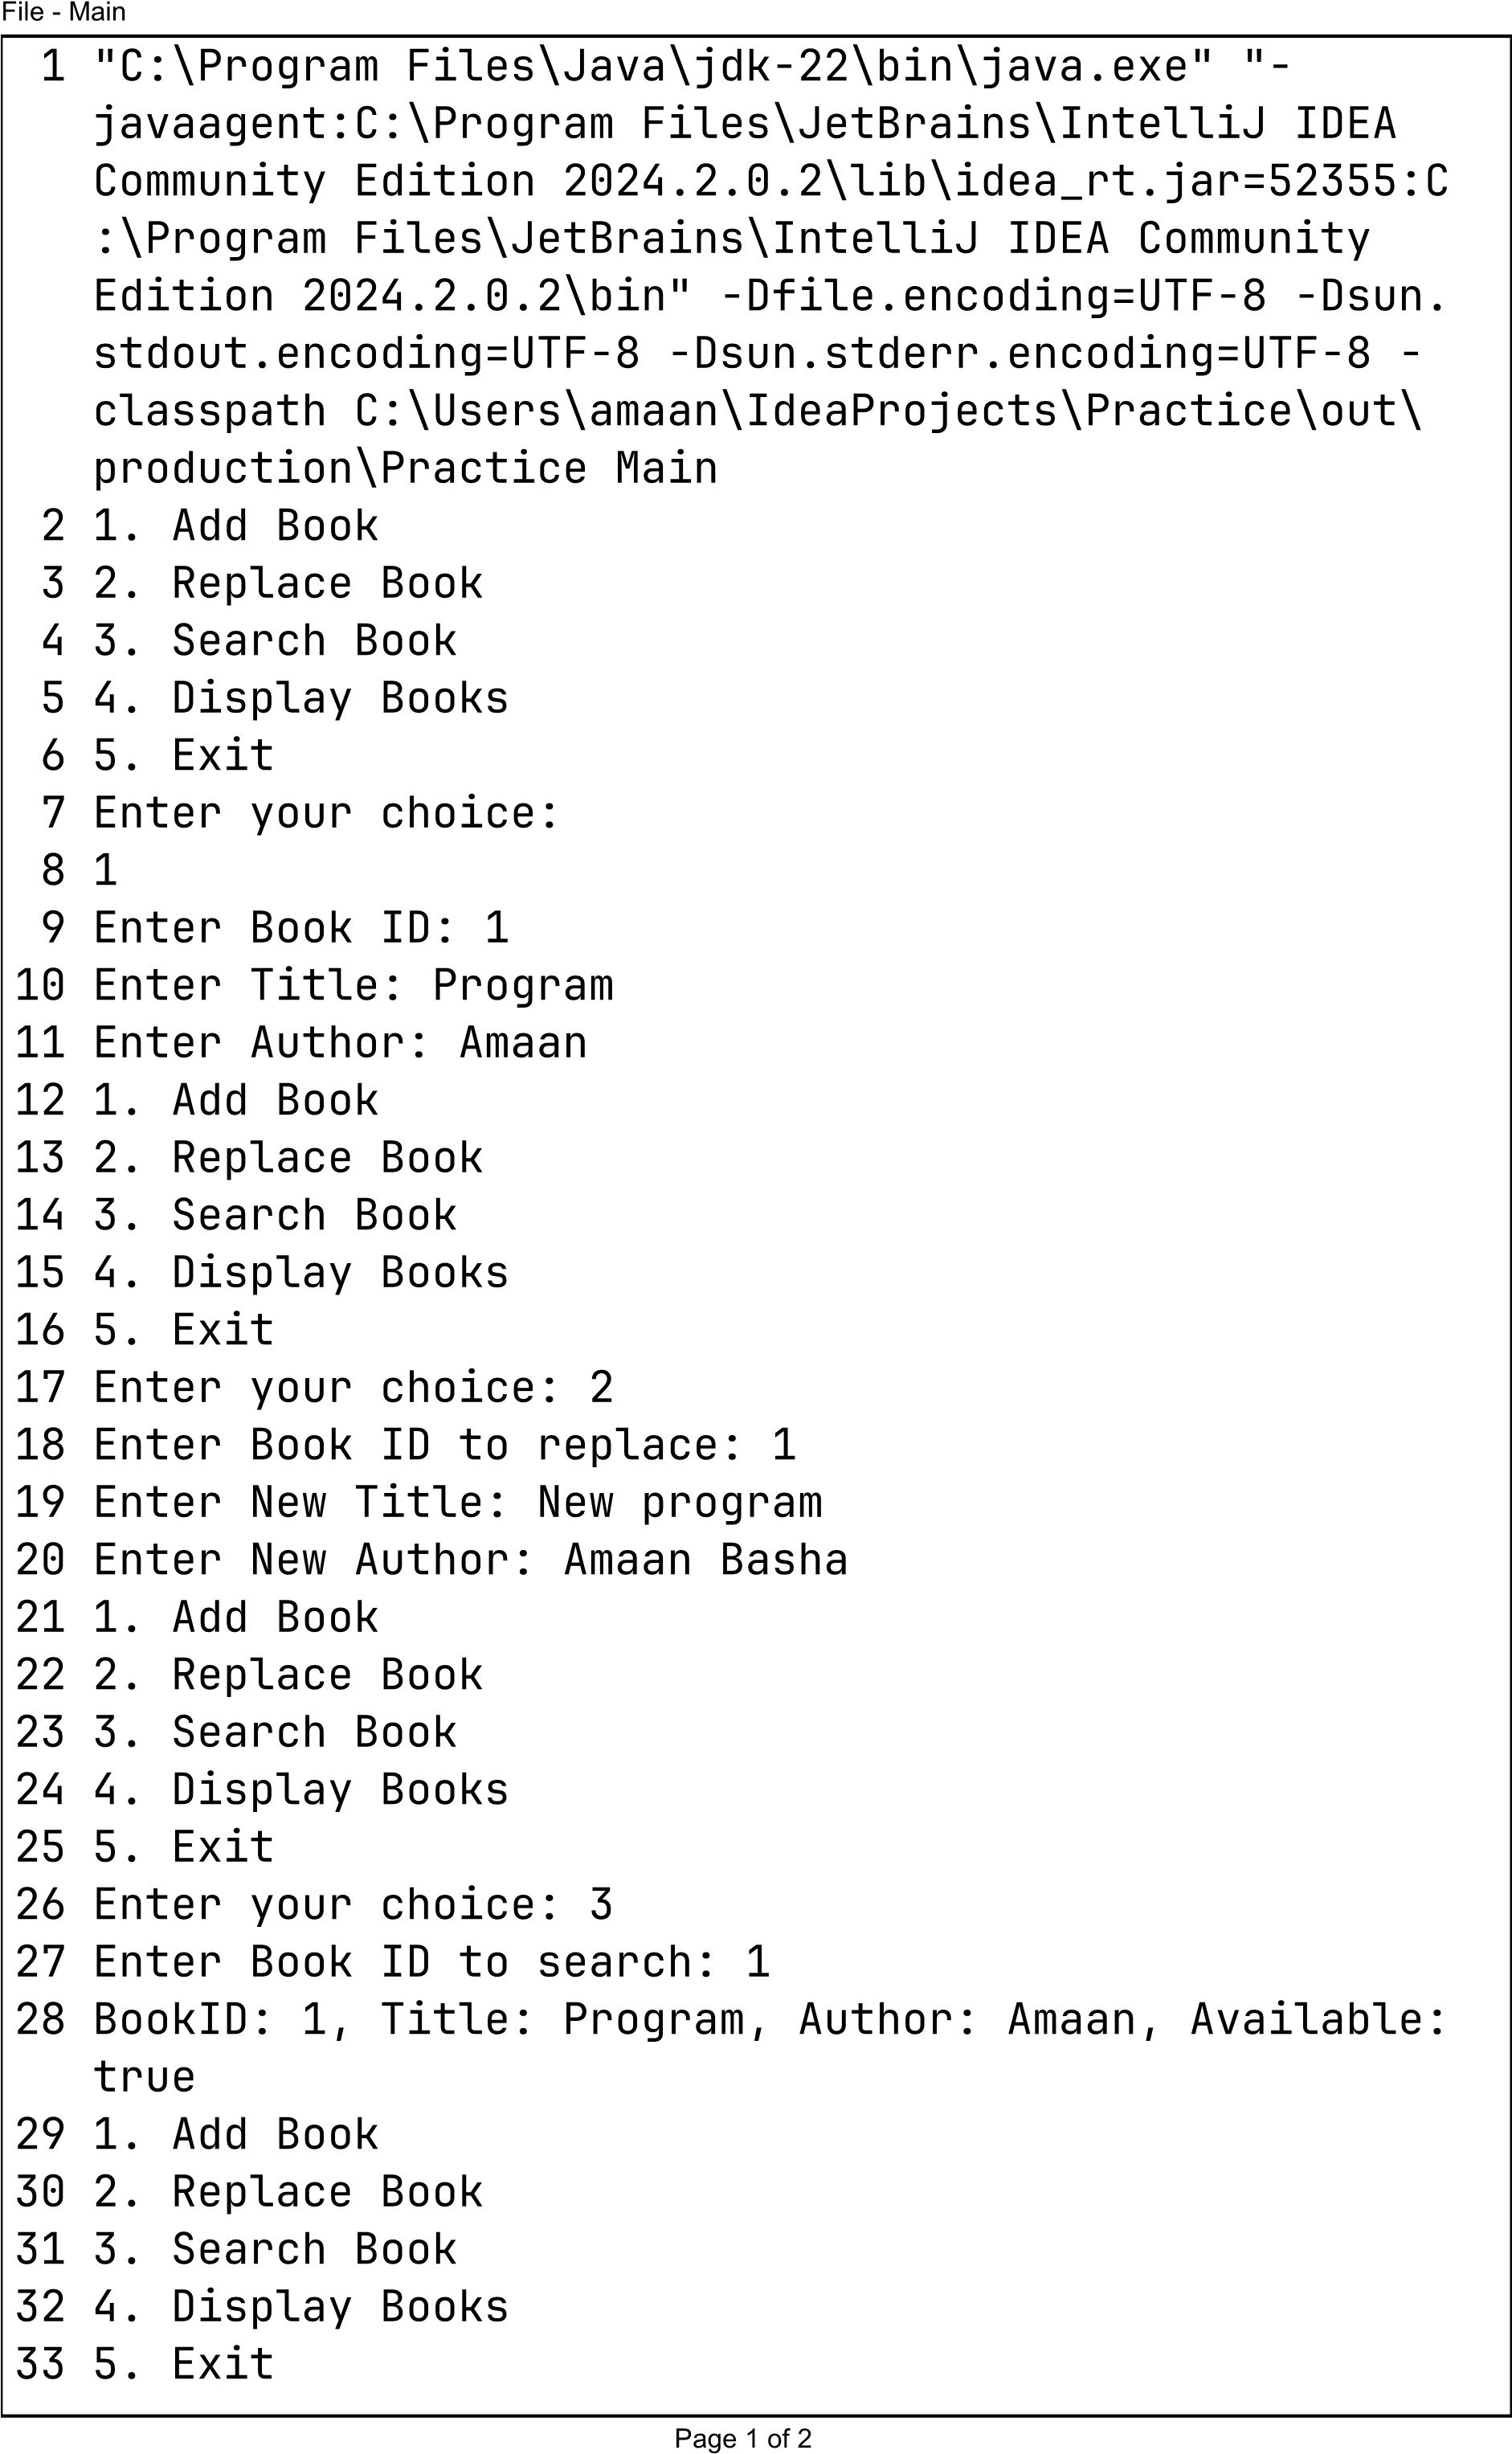 File - Main
1 "C:\Program Files\Java\jdk-22\bin\java.exe" "-
javaagent:C:\Program Files\JetBrains\IntelliJ IDEA
Community Edition 2024.2.0.2\lib\idea_rt.jar=52355:C
:\Program Files\JetBrains\IntelliJ IDEA Community
Edition 2024.2.0.2\bin" -Dfile.encoding=UTF-8 -Dsun.
stdout.encoding=UTF-8 -Dsun.stderr.encoding=UTF-8 -
classpath C:\Users\amaan\IdeaProjects\Practice\out\
production\Practice Main
2 1. Add Book
3 2. Replace Book
4 3. Search Book
5 4. Display Books
6 5. Exit
7 Enter your choice:
8 1
9 Enter Book ID: 1
10 Enter Title: Program
11 Enter Author: Amaan
12 1. Add Book
13 2. Replace Book
14 3. Search Book
15 4. Display Books
16 5. Exit
17 Enter your choice: 2
18 Enter Book ID to replace: 1
19 Enter New Title: New program
20 Enter New Author: Amaan Basha
21 1. Add Book
22 2. Replace Book
23 3. Search Book
24 4. Display Books
25 5. Exit
26 Enter your choice: 3
27 Enter Book ID to search: 1
28 BookID: 1, Title: Program, Author: Amaan, Available:
true
29 1. Add Book
30 2. Replace Book
31 3. Search Book
32 4. Display Books
33 5. Exit
Page 1 of 2